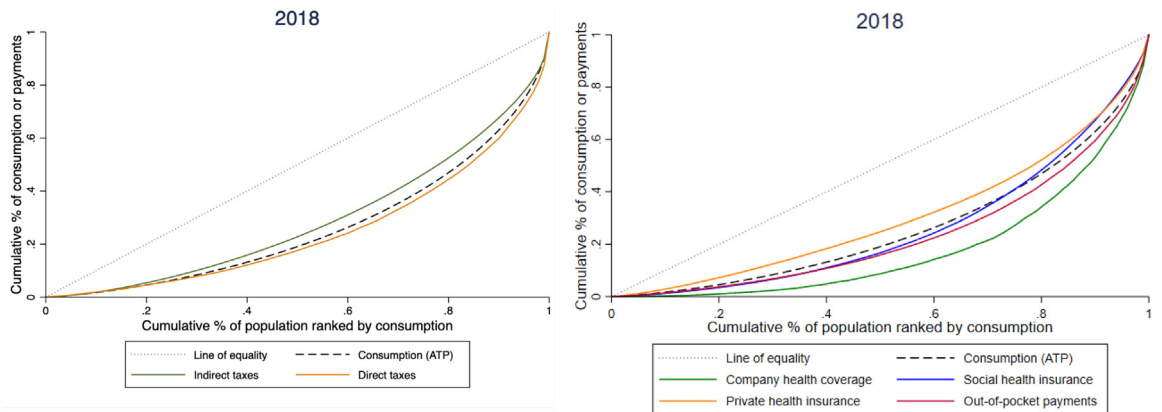 2018
Cumulative % of consumption or payments
1
.8
.6
.4
.2
0
0 .2 .4 .6 .8 1
Cumulative % of population ranked by consumption
Line of equality Consumption (ATP)
Indirect taxes Direct taxes
2018
Cumulative % of consumption or payments
1
.8
.6
.4
.2
0
0 .2 .4 .6 .8 1
Cumulative % of population ranked by consumption
Line of equality Consumption (ATP)
Company health coverage Social health insurance
Private health insurance Out-of-pocket payments